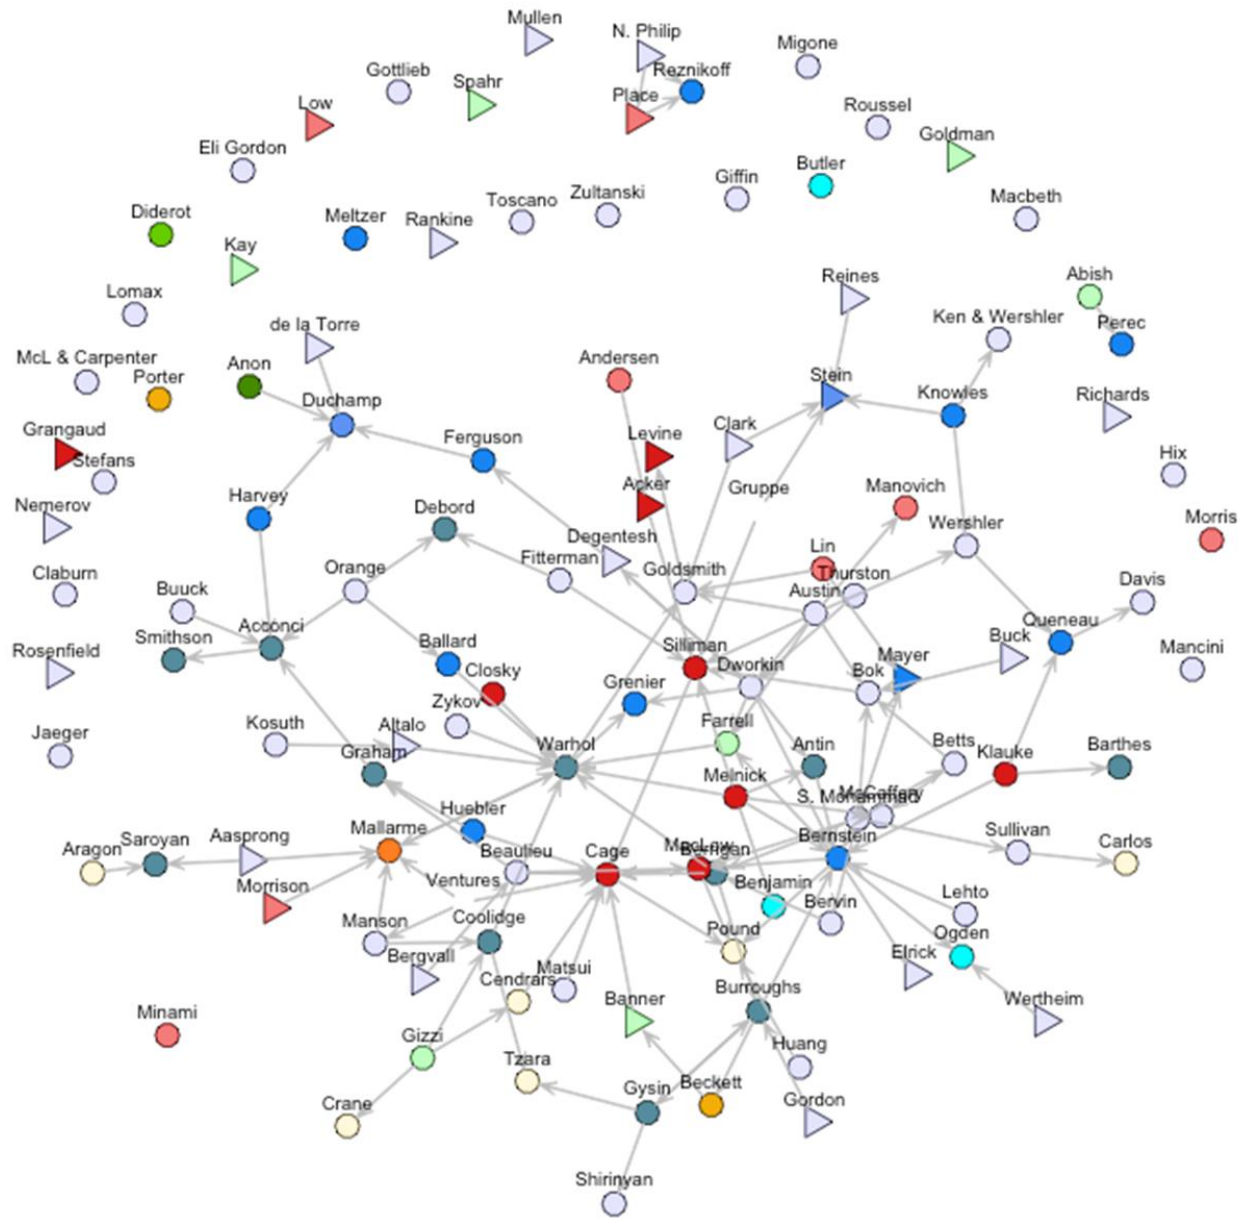 Mullen
N. Philip
Migone
Gottlieb
Reznikoff
Spahr
Place
Low
Roussel
Goldman
Eli Gordon
Butler
Giffin
Zultanski
Toscano
Macbeth
Diderot
Meltzer
Rankine
Kay
Abish
Reines
Lomax
Ken & Wershler
Perec
de la Torre
McL & Carpenter
Andersen
Anon
Porter
Stein
Knowles
Richards
Duchamp
Clark
Grangaud
Levine
Ferguson
Hix
Stefans
Acker
Gruppe
Manovich
Harvey
Nemerov
Debord
Morris
Wershler
Degentesh
Lin
Fitterman
Goldsmith
Thurston
Claburn
Orange
Davis
Buuck
Austin
Queneau
Acconci
Smithson
Buck
Ballard
Silliman
Mancini
Rosenfield
Mayer
Dworkin
Bok
Closky
Grenier
Zykov
Kosuth
Altalo
Farrell
Jaeger
Graham
Warhol
Antin
Betts
Klauke
Barthes
Melnick
McCaffery
S. Mohammad
Huebler
Mallarme
Bernstein
Sullivan
Aasprong
Saroyan
Aragon
Beaulieu
Cage
MacLow
Berrigan
Carlos
Ventures
Benjamin
Morrison
Lehto
Bervin
Manson
Coolidge
Pound
Ogden
Bergvall
Elrick
Cendrars
Matsui
Burroughs
Banner
Wertheim
Minami
Gizzi
Huang
Tzara
Gysin
Beckett
Crane
Gordon
Shirinyan